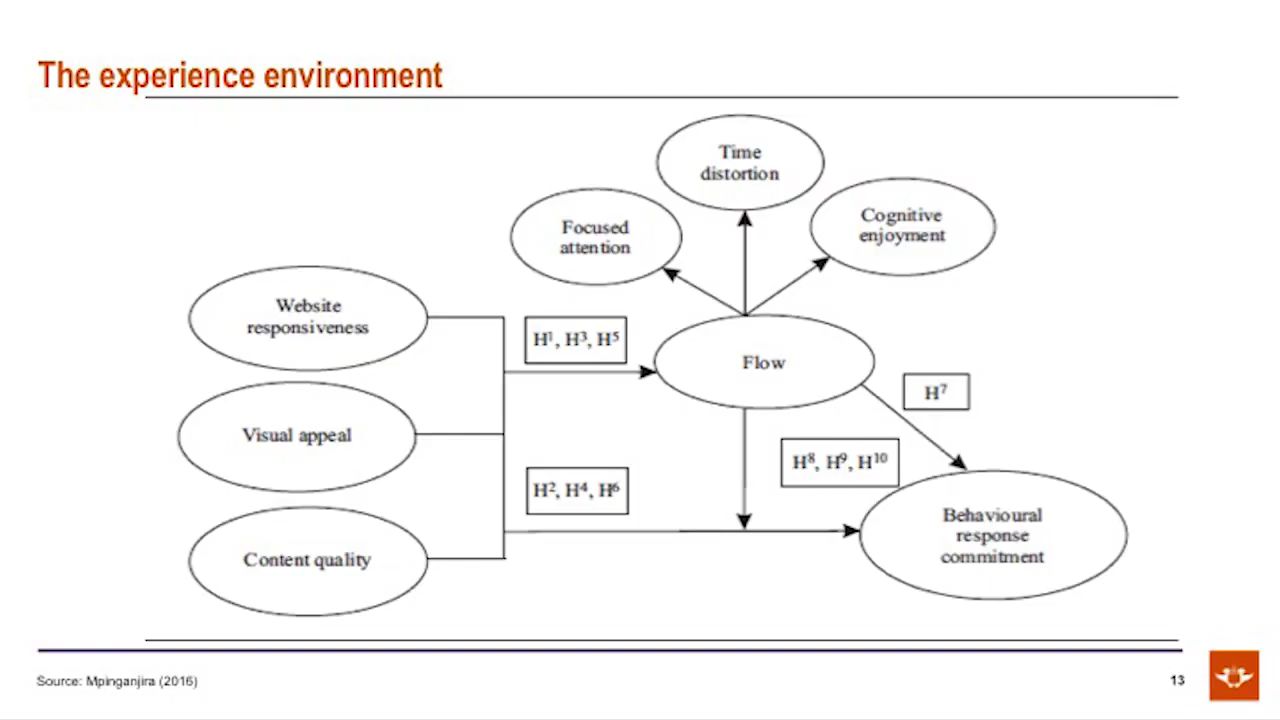 The experience environment
Time
distortion
Focused
attention
Cognitive
enjoyment
Website
responsiveness
H¹, H³, H⁵
Flow
H⁷
Visual appeal
H⁸, H⁹, H¹⁰
H², H⁴, H⁶
Behavioural
response
commitment
Content quality
Source: Mpinganjira (2016)
13